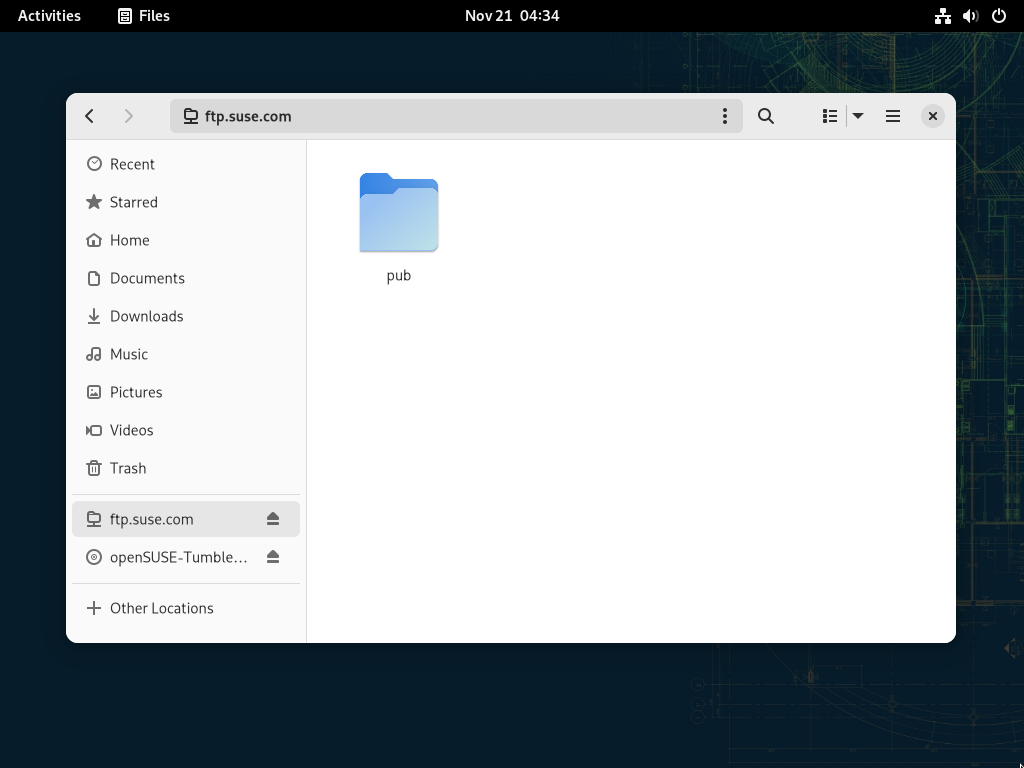 Activities Files Nov 21 04:34
ftp.suse.com
Recent
Starred
Home
Documents
Downloads
Music
Pictures
Videos
Trash
ftp.suse.com
openSUSE-Tumble…
Other Locations
pub